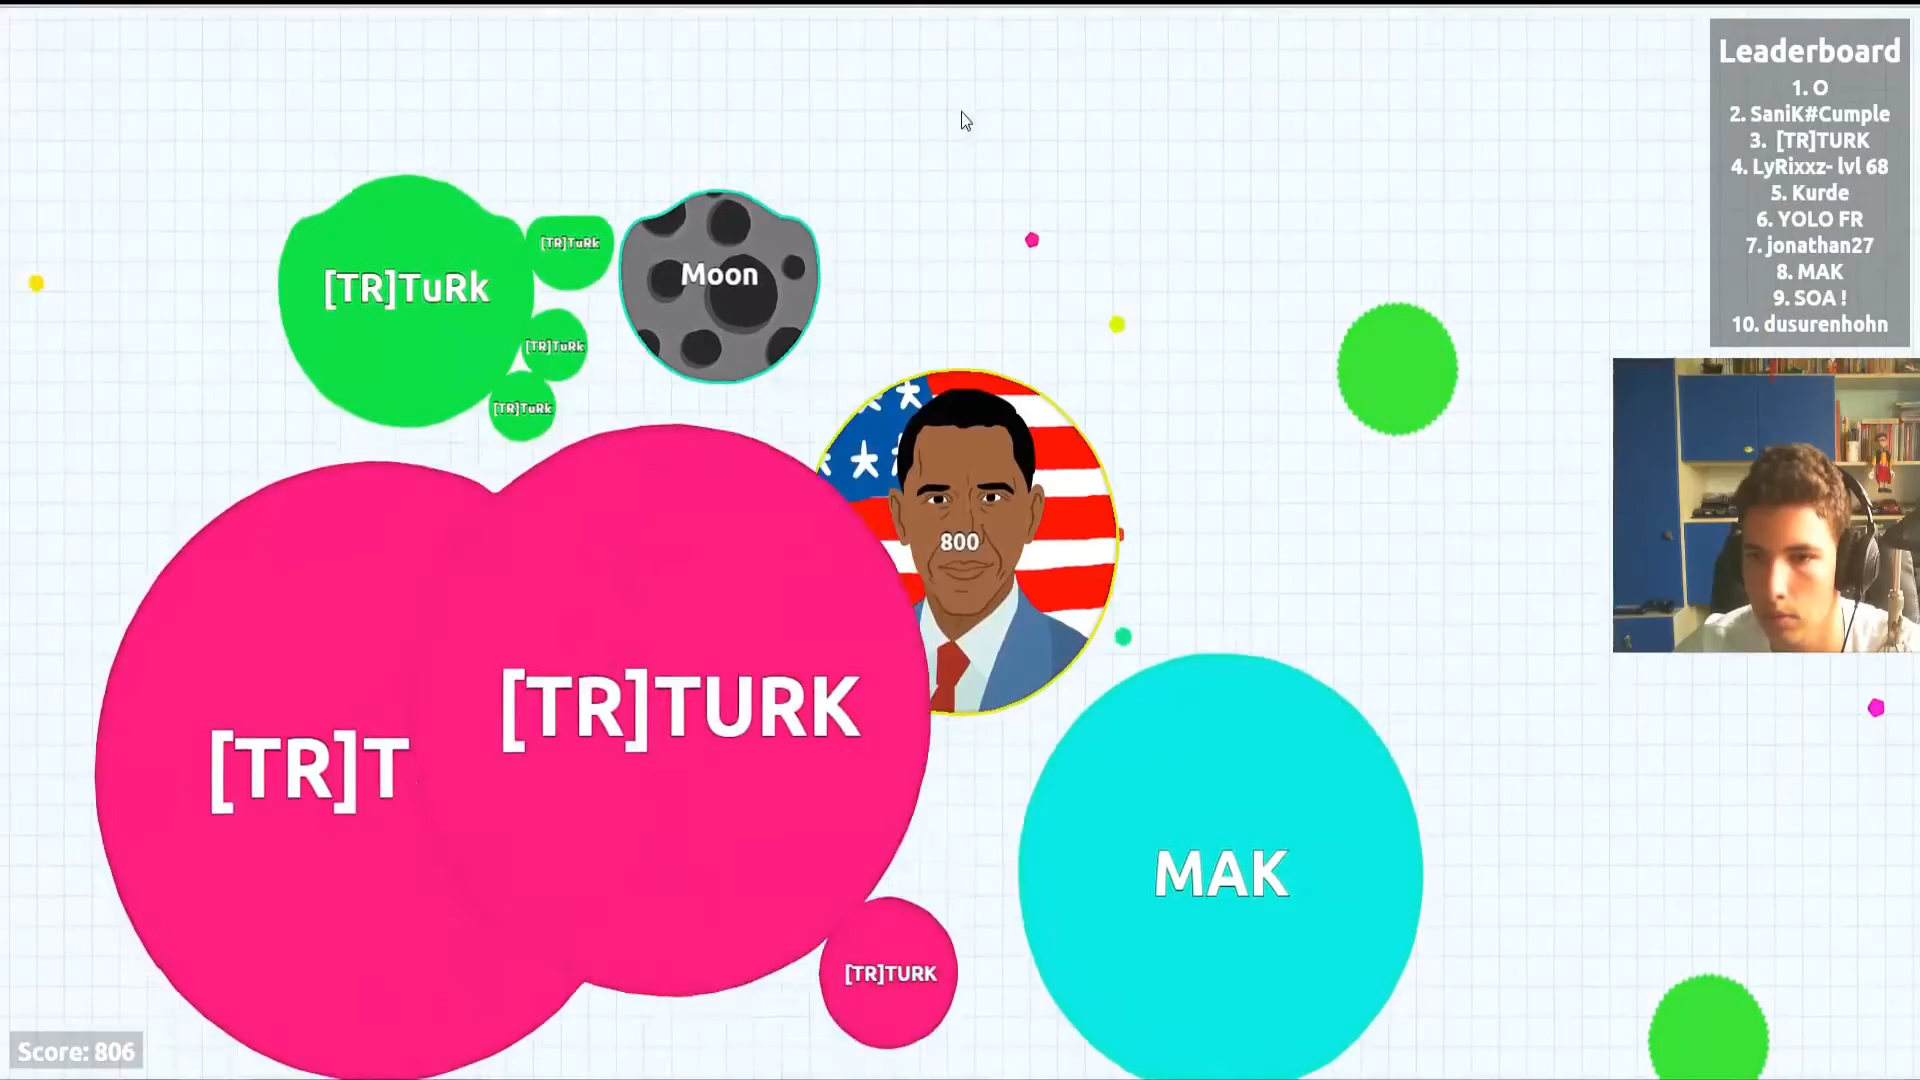 Leaderboard
1. O
2. SaniK#Cumple
3. [TR]TURK
4. LyRixxz- lvl 68
5. Kurde
6. YOLO FR
7. jonathan27
8. MAK
9. SOA !
10. dusurenhohn
[TR]TuRk
[TR]TuRk
Moon
[TR]TuRk
[TR]TuRk
800
[TR]TURK
[TR]T
MAK
[TR]TURK
Score: 806